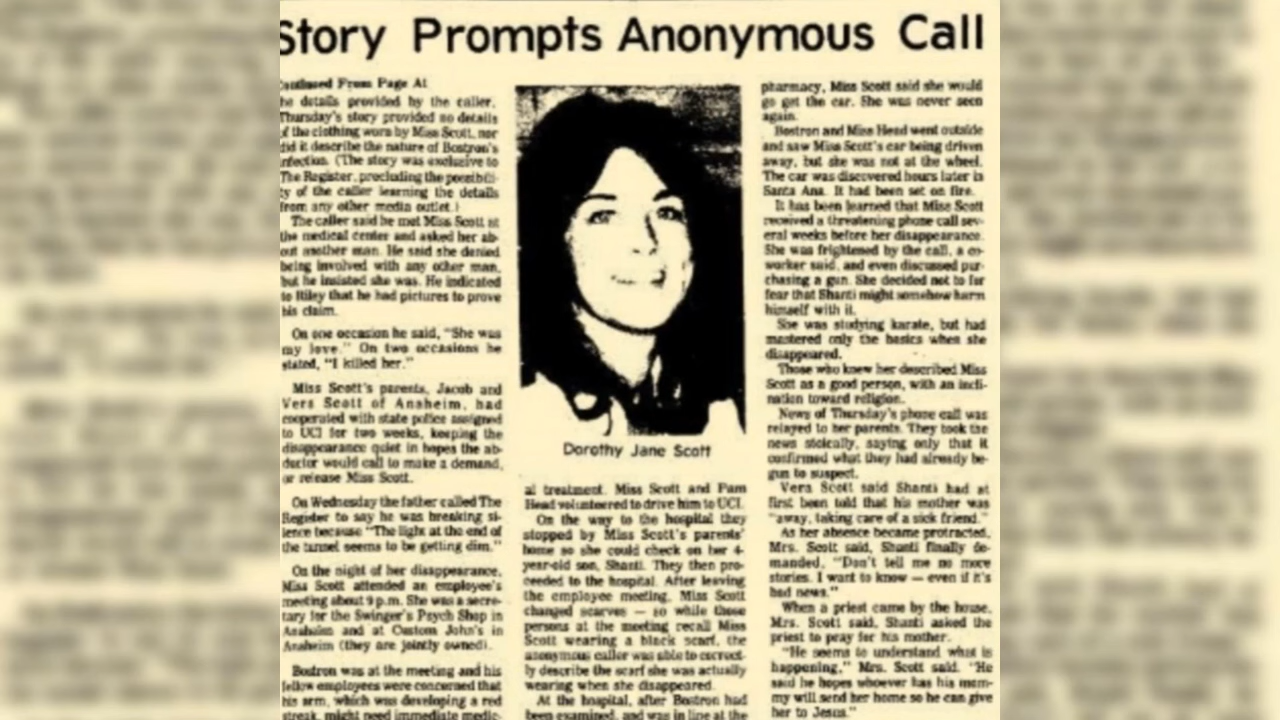 Story Prompts Anonymous Call
Continued From Page A1
he details provided by the caller.
Thursday's story provided no details
of the clothing worn by Miss Scott, nor
did it describe the nature of Bostron's
infection. (The story was exclusive to
The Register, precluding the possibili-
ty of the caller learning the details
from any other media outlet.)
The caller said he met Miss Scott at
the medical center and asked her ab-
out another man. He said she denied
being involved with any other man,
but he insisted she was. He indicated
to Riley that he had pictures to prove
his claim.
On one occasion he said, "She was
my love." On two occasions he
stated, "I killed her."
Miss Scott's parents, Jacob and
Vera Scott of Anaheim, had
cooperated with state police assigned
to UCI for two weeks, keeping the
disappearance quiet in hopes the ab-
ductor would call to make a demand,
or release Miss Scott.
On Wednesday the father called The
Register to say he was breaking si-
lence because "The light at the end of
the tunnel seems to be getting dim."
On the night of her disappearance,
Miss Scott attended an employee's
meeting about 9 p.m. She was a secre-
tary for the Swinger's Psych Shop in
Anaheim and at Custom John's in
Anaheim (they are jointly owned).
Bostron was at the meeting and his
fellow employees were concerned that
his arm, which was developing a red
streak, might need immediate medic-
Dorothy Jane Scott
al treatment. Miss Scott and Pam
Head volunteered to drive him to UCI.
On the way to the hospital they
stopped by Miss Scott's parents'
home so she could check on her 4-
year-old son, Shanti. They then pro-
ceeded to the hospital. After leaving
the employee meeting, Miss Scott
changed scarves — so while those
persons at the meeting recall Miss
Scott wearing a black scarf, the
anonymous caller was able to correct-
ly describe the scarf she was actually
wearing when she disappeared.
At the hospital, after Bostron had
been examined, and was in line at the
pharmacy, Miss Scott said she would
go get the car. She was never seen
again.
Bostron and Miss Head went outside
and saw Miss Scott's car being driven
away, but she was not at the wheel.
The car was discovered hours later in
Santa Ana. It had been set on fire.
It has been learned that Miss Scott
received a threatening phone call sev-
eral weeks before her disappearance.
She was frightened by the call, a co-
worker said, and even discussed pur-
chasing a gun. She decided not to for
fear that Shanti might somehow harm
himself with it.
She was studying karate, but had
mastered only the basics when she
disappeared.
Those who knew her described Miss
Scott as a good person, with an incli-
nation toward religion.
News of Thursday's phone call was
relayed to her parents. They took the
news stoically, saying only that it
confirmed what they had already be-
gun to suspect.
Vera Scott said Shanti had at
first been told that his mother was
"away, taking care of a sick friend."
As her absence became protracted,
Mrs. Scott said, Shanti finally de-
manded, "Don't tell me no more
stories. I want to know — even if it's
bad news."
When a priest came by the house,
Mrs. Scott said, Shanti asked the
priest to pray for his mother.
"He seems to understand what is
happening," Mrs. Scott said. "He
said he hopes whoever has his mom-
my will send her home so he can give
her to Jesus."